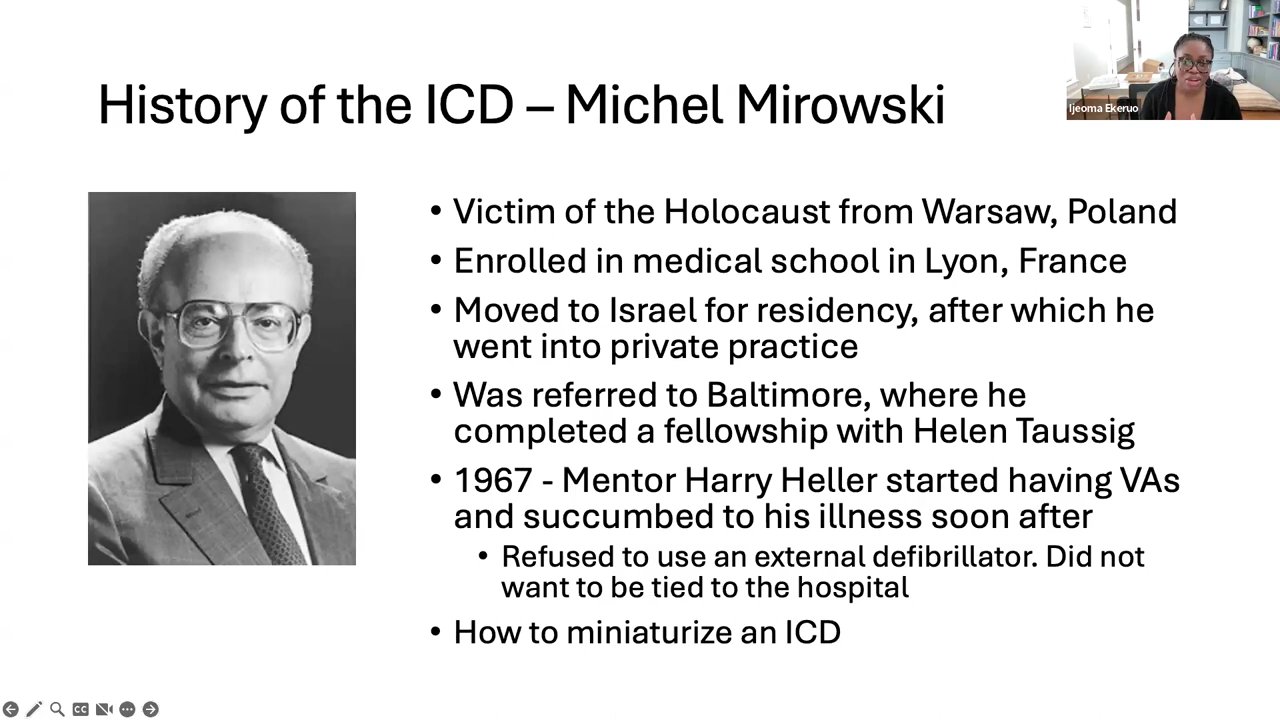 History of the ICD – Michel Mirowski
Ijeoma Ekeruo
• Victim of the Holocaust from Warsaw, Poland
• Enrolled in medical school in Lyon, France
• Moved to Israel for residency, after which he
went into private practice
• Was referred to Baltimore, where he
completed a fellowship with Helen Taussig
• 1967 - Mentor Harry Heller started having VAs
and succumbed to his illness soon after
• Refused to use an external defibrillator. Did not
want to be tied to the hospital
• How to miniaturize an ICD
CC